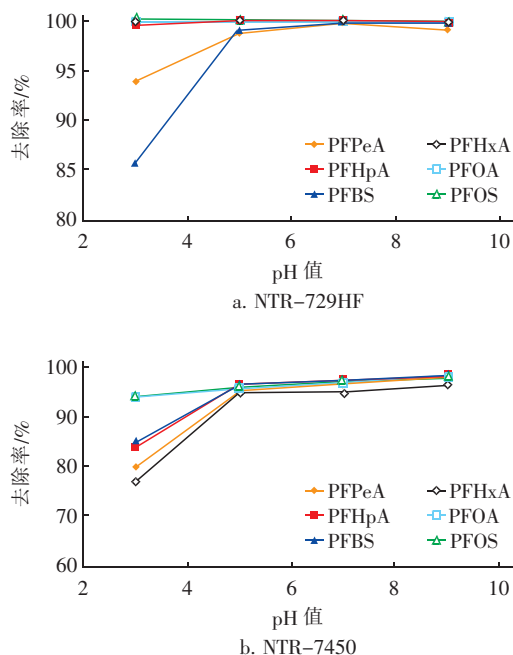 100
95
90
85
80
去除率/%
PFPeA
PFHxA
PFHpA
PFOA
PFBS
PFOS
2
4
6
8
10
pH 值
a. NTR-729HF
100
90
80
70
60
去除率/%
PFPeA
PFHxA
PFHpA
PFOA
PFBS
PFOS
2
4
6
8
10
pH 值
b. NTR-7450